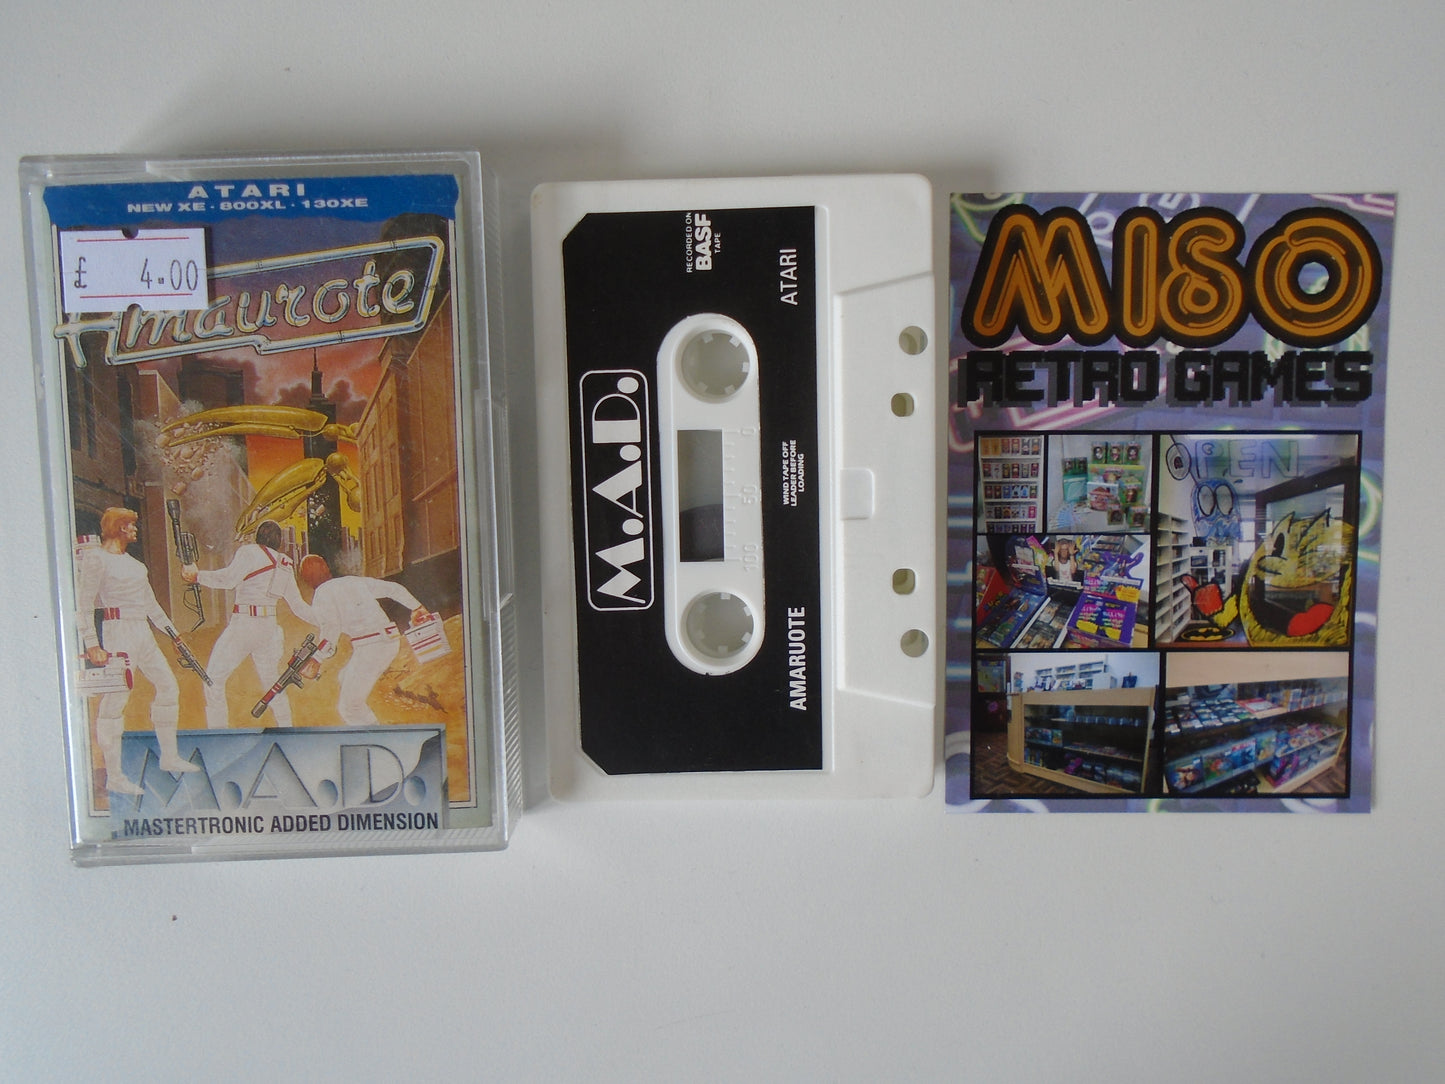 ATARI
NEW XE · 800XL · 130XE
£ 4.00
Amaurote
M.A.D.
MASTERTRONIC ADDED DIMENSION
RECORDED ON
BASF
TAPE
ATARI
M.A.D.
0
50
100
WIND TAPE OFF
LEADER BEFORE
LOADING
AMARUOTE
MISO
RETRO GAMES
OPEN